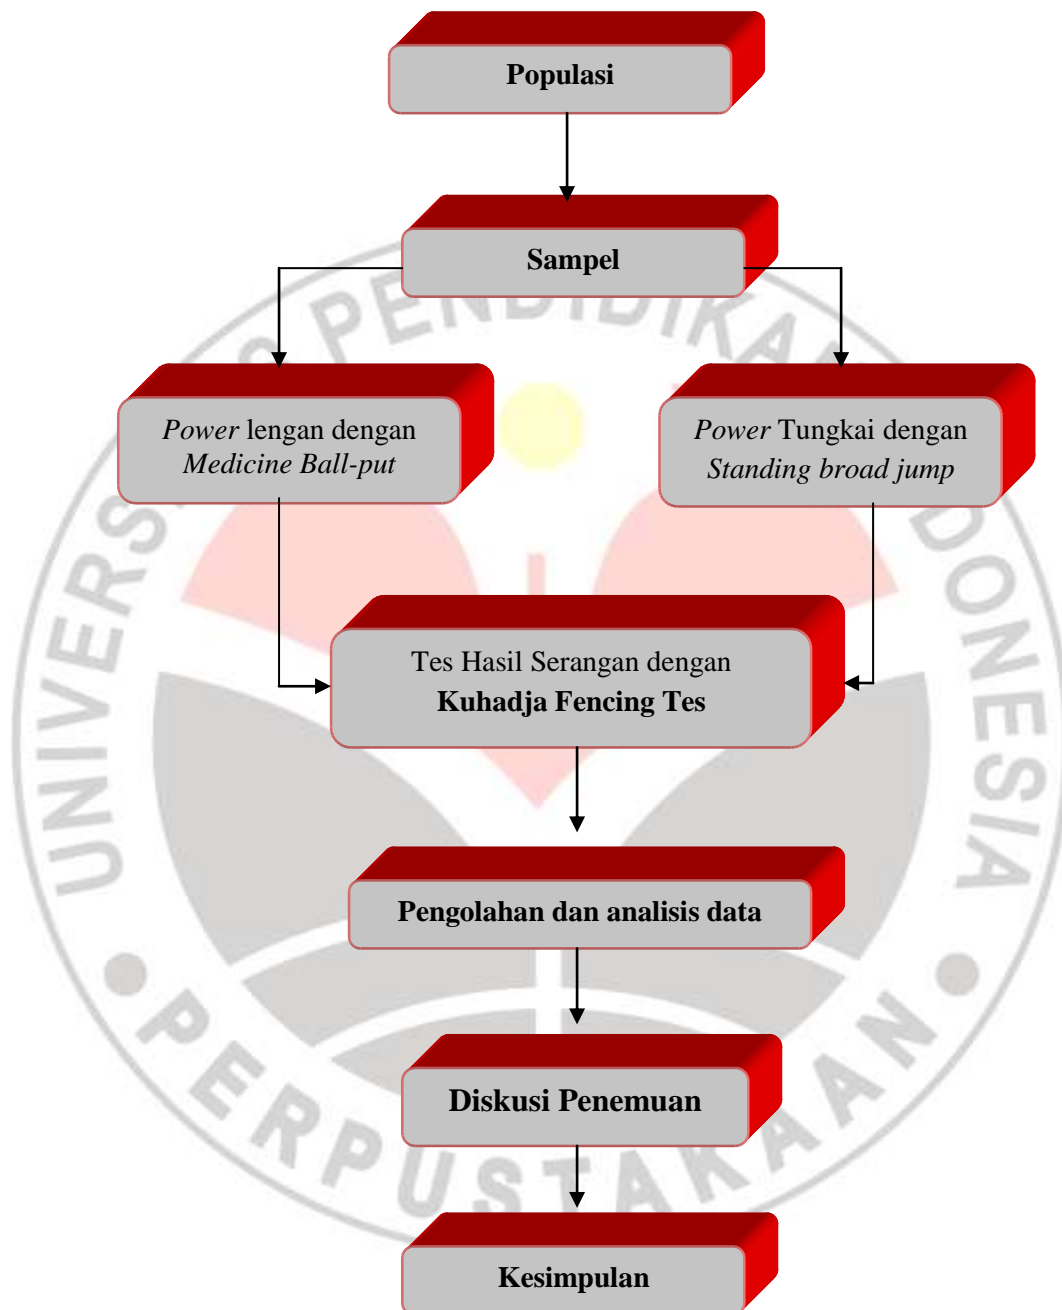 Populasi
Sampel
Power lengan dengan
Medicine Ball-put
Power Tungkai dengan
Standing broad jump
Tes Hasil Serangan dengan
Kuhadja Fencing Tes
Pengolahan dan analisis data
Diskusi Penemuan
Kesimpulan
UNIVERSITAS PENDIDIKAN INDONESIA
PERPUSTAKAAN